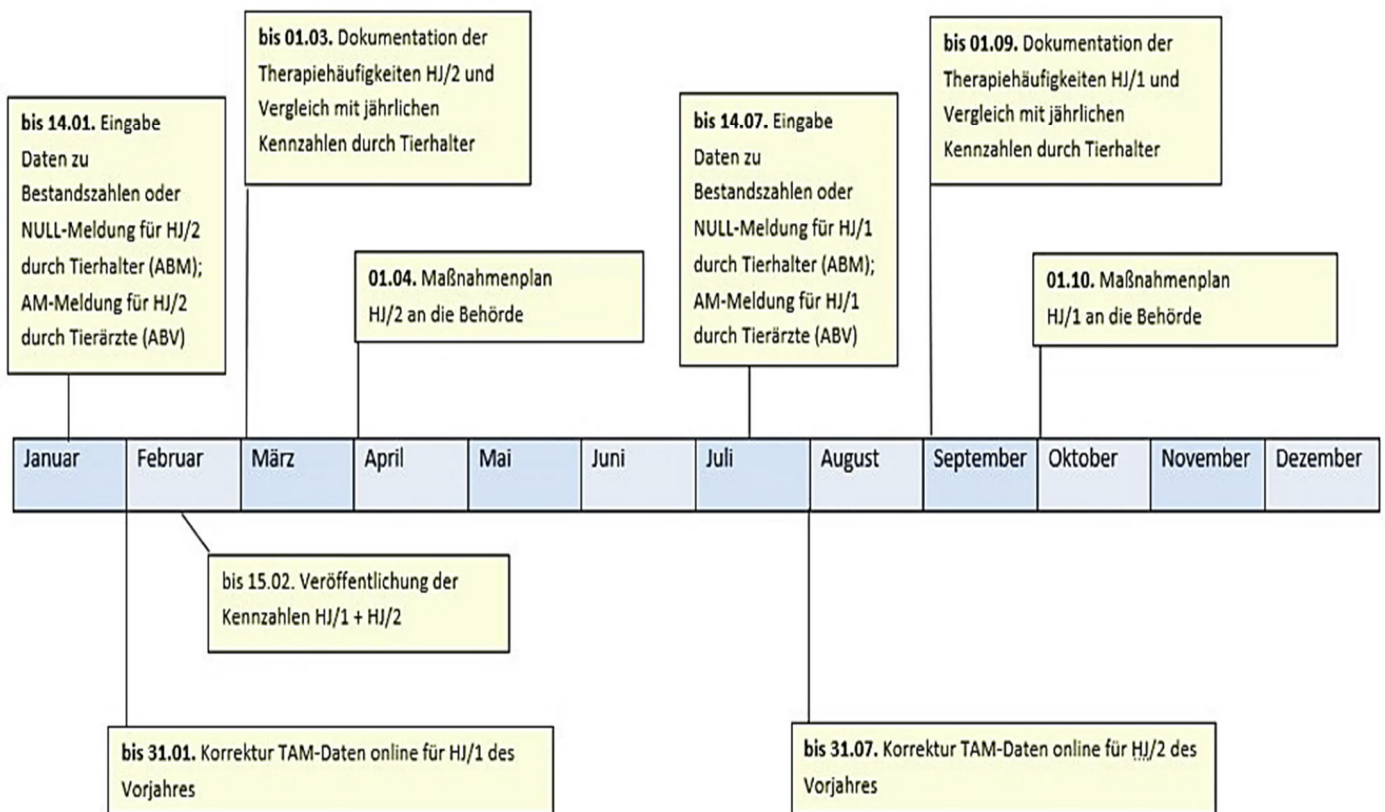 bis 01.03. Dokumentation der
Therapiehäufigkeiten HJ/2 und
Vergleich mit jährlichen
Kennzahlen durch Tierhalter
bis 01.09. Dokumentation der
Therapiehäufigkeiten HJ/1 und
Vergleich mit jährlichen
Kennzahlen durch Tierhalter
bis 14.01. Eingabe
Daten zu
Bestandszahlen oder
NULL-Meldung für HJ/2
durch Tierhalter (ABM);
AM-Meldung für HJ/2
durch Tierärzte (ABV)
bis 14.07. Eingabe
Daten zu
Bestandszahlen oder
NULL-Meldung für HJ/1
durch Tierhalter (ABM);
AM-Meldung für HJ/1
durch Tierärzte (ABV)
01.04. Maßnahmenplan
HJ/2 an die Behörde
01.10. Maßnahmenplan
HJ/1 an die Behörde
Januar Februar März April Mai Juni Juli August September Oktober November Dezember
bis 15.02. Veröffentlichung der
Kennzahlen HJ/1 + HJ/2
bis 31.01. Korrektur TAM-Daten online für HJ/1 des
Vorjahres
bis 31.07. Korrektur TAM-Daten online für HJ/2 des
Vorjahres